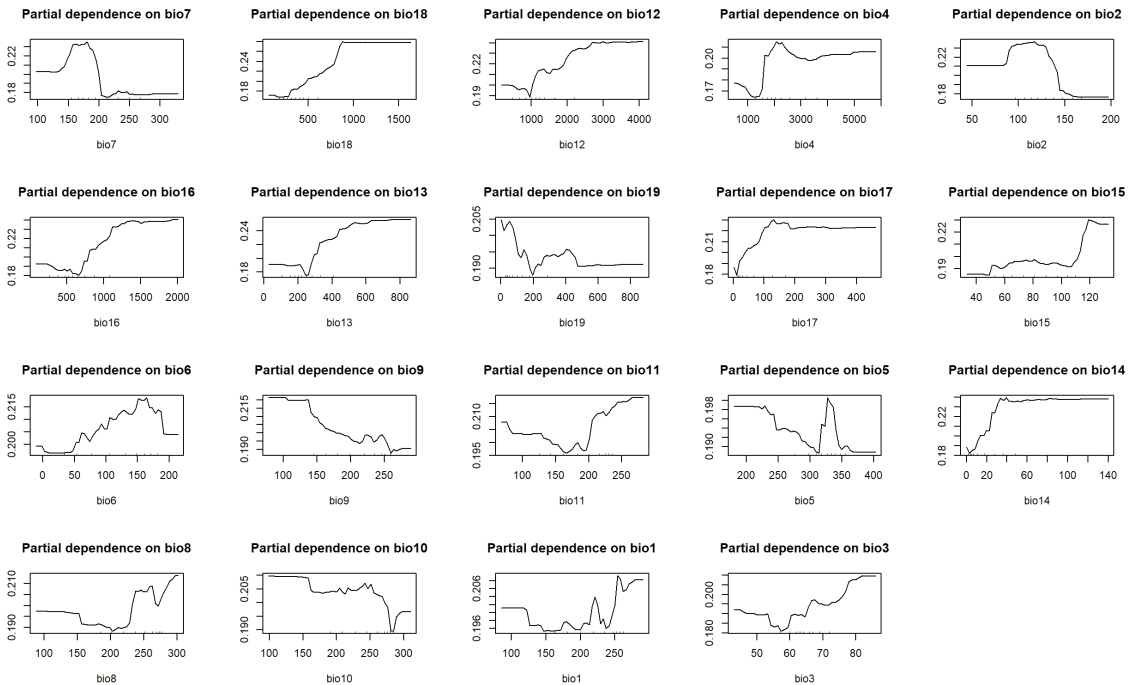 Partial dependence on bio7
Partial dependence on bio18
Partial dependence on bio12
Partial dependence on bio4
Partial dependence on bio2
0.18 0.22
0.18 0.24
0.19 0.22
0.17 0.20
0.18 0.22
100 150 200 250 300
500 1000 1500
1000 2000 3000 4000
1000 3000 5000
50 100 150 200
bio7
bio18
bio12
bio4
bio2
Partial dependence on bio16
Partial dependence on bio13
Partial dependence on bio19
Partial dependence on bio17
Partial dependence on bio15
0.18 0.22
0.18 0.24
0.190 0.205
0.18 0.21
0.19 0.22
500 1000 1500 2000
0 200 400 600 800
0 200 400 600 800
0 100 200 300 400
40 60 80 100 120
bio16
bio13
bio19
bio17
bio15
Partial dependence on bio6
Partial dependence on bio9
Partial dependence on bio11
Partial dependence on bio5
Partial dependence on bio14
0.200 0.215
0.190 0.215
0.195 0.210
0.190 0.198
0.18 0.22
0 50 100 150 200
100 150 200 250
100 150 200 250
200 250 300 350 400
0 20 40 60 80 100 140
bio6
bio9
bio11
bio5
bio14
Partial dependence on bio8
Partial dependence on bio10
Partial dependence on bio1
Partial dependence on bio3
0.190 0.210
0.190 0.205
0.196 0.206
0.180 0.200
100 150 200 250 300
100 150 200 250 300
100 150 200 250
50 60 70 80
bio8
bio10
bio1
bio3